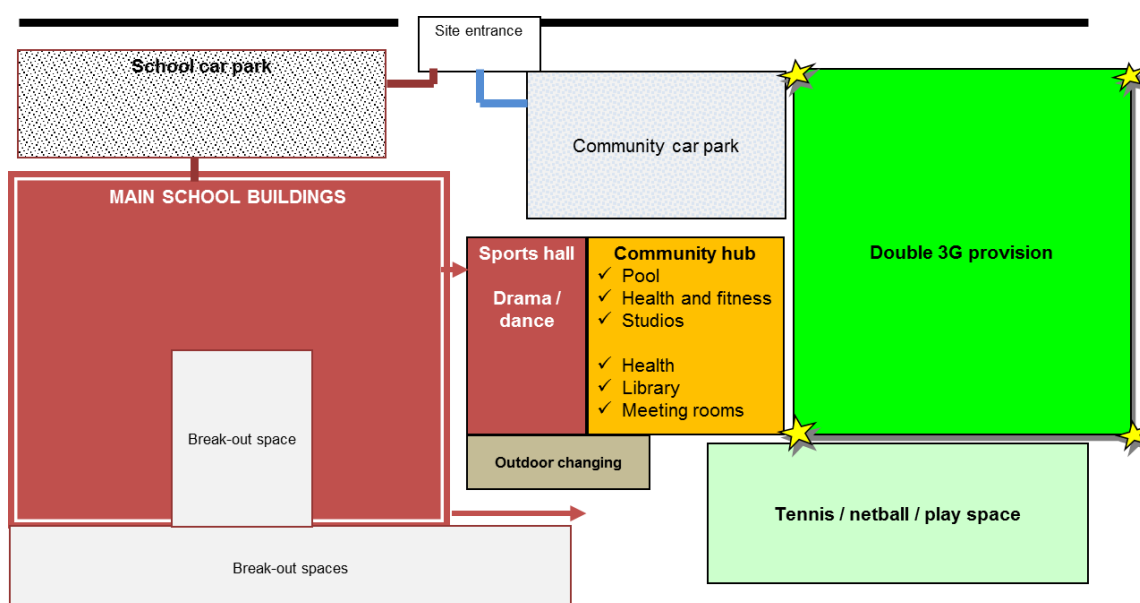 Site entrance
School car park
Community car park
MAIN SCHOOL BUILDINGS
Sports hall
Drama /
dance
Community hub
✓ Pool
✓ Health and fitness
✓ Studios
✓ Health
✓ Library
✓ Meeting rooms
Double 3G provision
Break-out space
Outdoor changing
Tennis / netball / play space
Break-out spaces